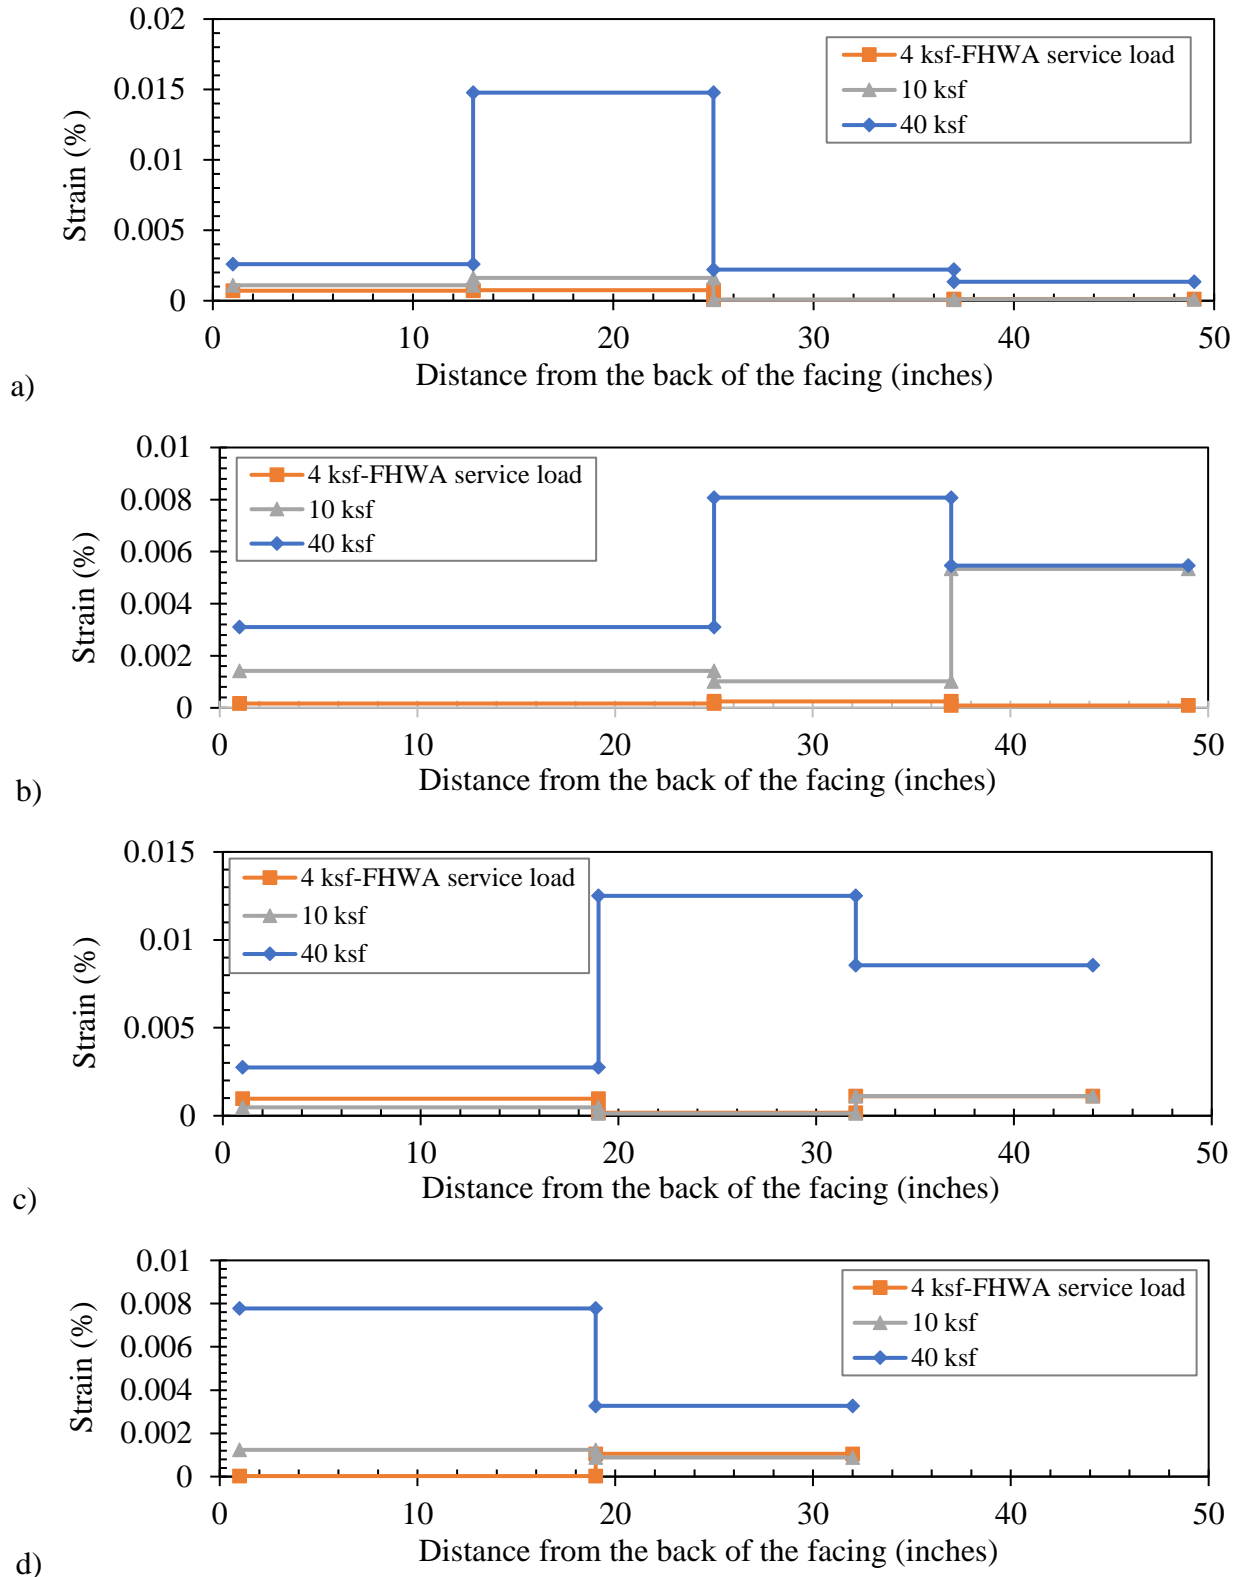 0.02
0.015
0.01
0.005
0
Strain (%)
4 ksf-FHWA service load
10 ksf
40 ksf
0 10 20 30 40 50
Distance from the back of the facing (inches)
a)
0.01
0.008
0.006
0.004
0.002
0
Strain (%)
4 ksf-FHWA service load
10 ksf
40 ksf
0 10 20 30 40 50
Distance from the back of the facing (inches)
b)
0.015
0.01
0.005
0
Strain (%)
4 ksf-FHWA service load
10 ksf
40 ksf
0 10 20 30 40 50
Distance from the back of the facing (inches)
c)
0.01
0.008
0.006
0.004
0.002
0
Strain (%)
4 ksf-FHWA service load
10 ksf
40 ksf
0 10 20 30 40 50
Distance from the back of the facing (inches)
d)